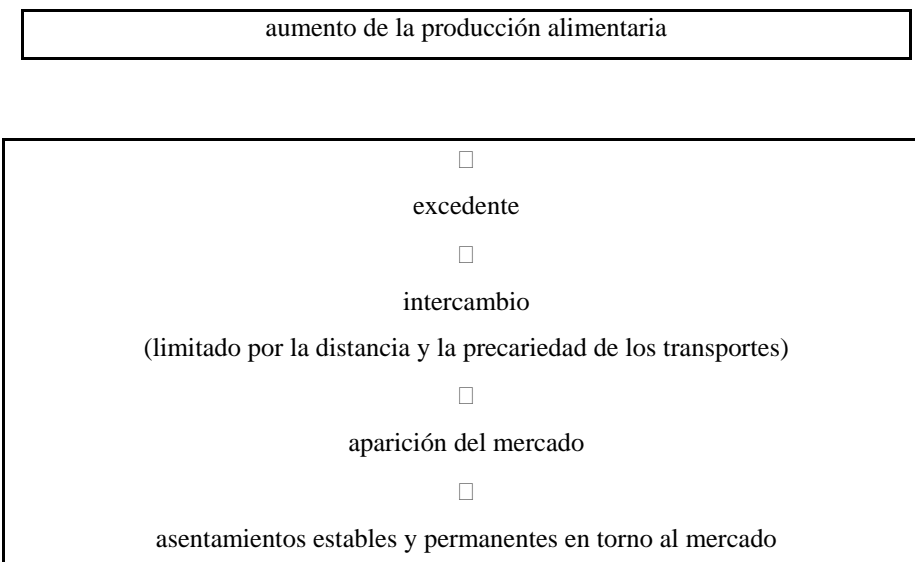 aumento de la producción alimentaria
excedente
intercambio
(limitado por la distancia y la precariedad de los transportes)
aparición del mercado
asentamientos estables y permanentes en torno al mercado